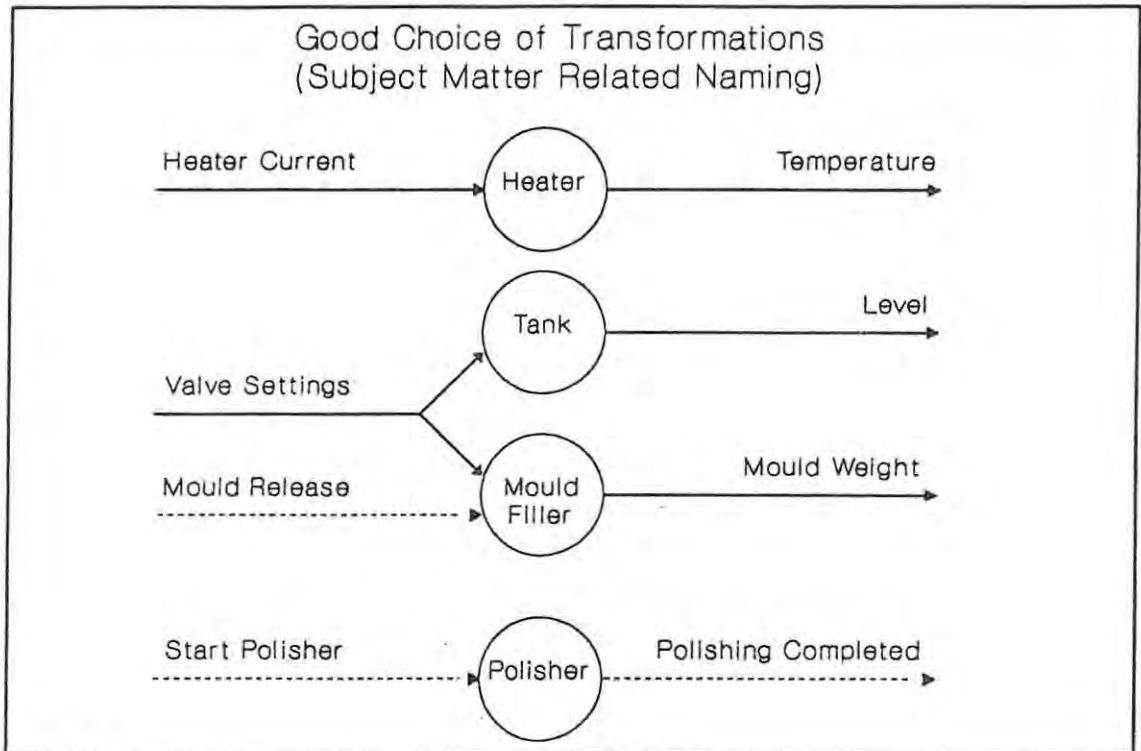 Good Choice of Transformations
(Subject Matter Related Naming)
Heater Current
Heater
Temperature
Tank
Level
Valve Settings
Mould Release
Mould
Filler
Mould Weight
Start Polisher
Polisher
Polishing Completed